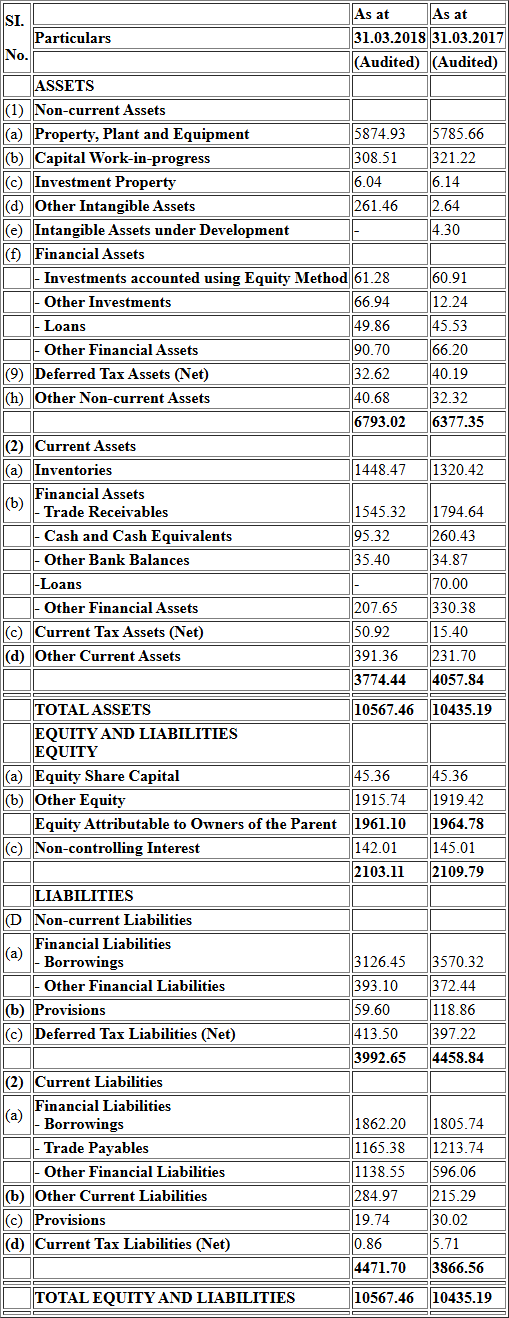 SI. No. Particulars As at 31.03.2018 (Audited) As at 31.03.2017 (Audited)
ASSETS
(1) Non-current Assets
(a) Property, Plant and Equipment 5874.93 5785.66
(b) Capital Work-in-progress 308.51 321.22
(c) Investment Property 6.04 6.14
(d) Other Intangible Assets 261.46 2.64
(e) Intangible Assets under Development - 4.30
(f) Financial Assets
- Investments accounted using Equity Method 61.28 60.91
- Other Investments 66.94 12.24
- Loans 49.86 45.53
- Other Financial Assets 90.70 66.20
(9) Deferred Tax Assets (Net) 32.62 40.19
(h) Other Non-current Assets 40.68 32.32
6793.02 6377.35
(2) Current Assets
(a) Inventories 1448.47 1320.42
(b) Financial Assets
- Trade Receivables 1545.32 1794.64
- Cash and Cash Equivalents 95.32 260.43
- Other Bank Balances 35.40 34.87
-Loans - 70.00
- Other Financial Assets 207.65 330.38
(c) Current Tax Assets (Net) 50.92 15.40
(d) Other Current Assets 391.36 231.70
3774.44 4057.84
TOTAL ASSETS 10567.46 10435.19
EQUITY AND LIABILITIES
EQUITY
(a) Equity Share Capital 45.36 45.36
(b) Other Equity 1915.74 1919.42
Equity Attributable to Owners of the Parent 1961.10 1964.78
(c) Non-controlling Interest 142.01 145.01
2103.11 2109.79
LIABILITIES
(D Non-current Liabilities
(a) Financial Liabilities
- Borrowings 3126.45 3570.32
- Other Financial Liabilities 393.10 372.44
(b) Provisions 59.60 118.86
(c) Deferred Tax Liabilities (Net) 413.50 397.22
3992.65 4458.84
(2) Current Liabilities
(a) Financial Liabilities
- Borrowings 1862.20 1805.74
- Trade Payables 1165.38 1213.74
- Other Financial Liabilities 1138.55 596.06
(b) Other Current Liabilities 284.97 215.29
(c) Provisions 19.74 30.02
(d) Current Tax Liabilities (Net) 0.86 5.71
4471.70 3866.56
TOTAL EQUITY AND LIABILITIES 10567.46 10435.19